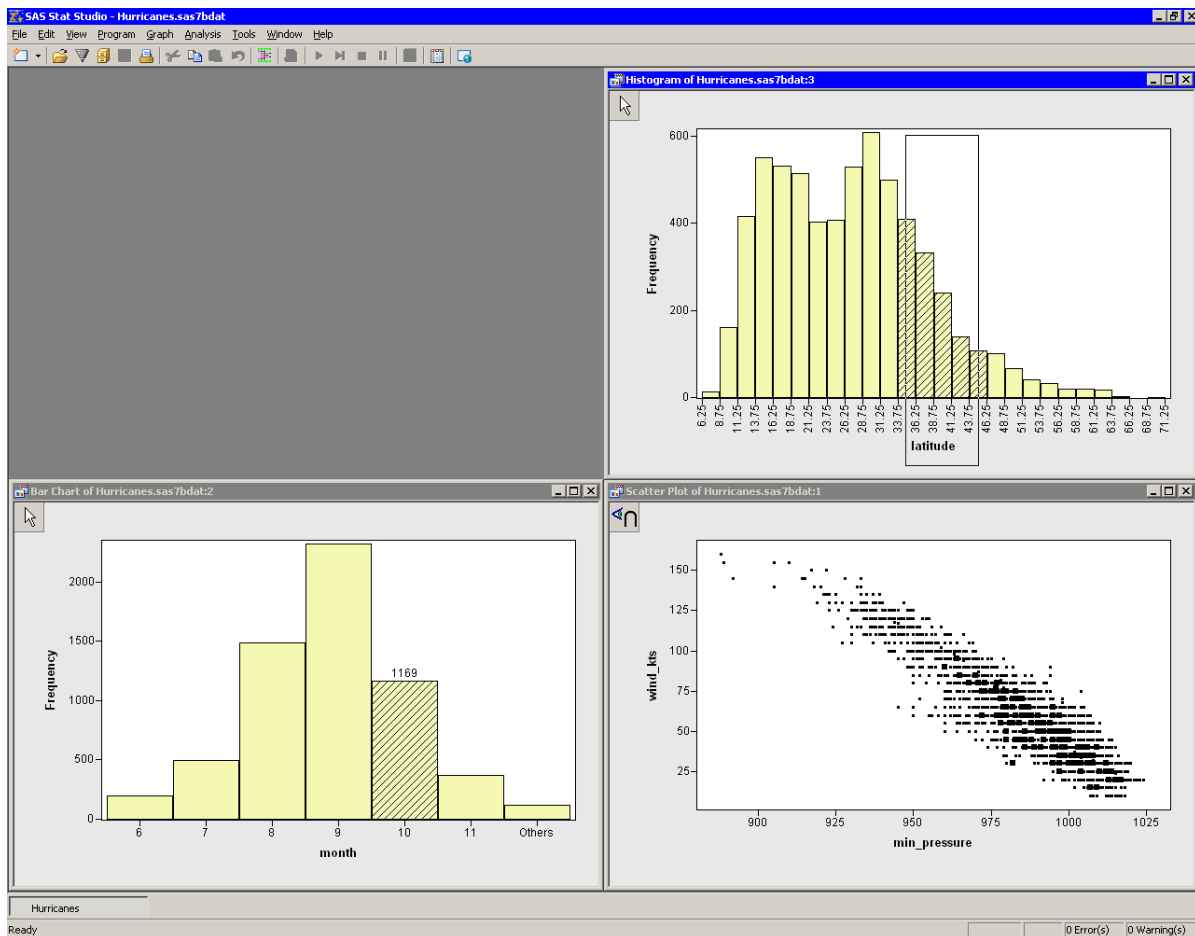 SAS Stat Studio - Hurricanes.sas7bdat
File Edit View Program Graph Analysis Tools Window Help
Histogram of Hurricanes.sas7bdat:3
600
400
200
0
Frequency
6.25 8.75 11.25 13.75 16.25 18.75 21.25 23.75 26.25 28.75 31.25 33.75 36.25 38.75 41.25 43.75 46.25 48.75 51.25 53.75 56.25 58.75 61.25 63.75 66.25 68.75 71.25
latitude
Bar Chart of Hurricanes.sas7bdat:2
2000
1500
1000
500
0
Frequency
1169
6 7 8 9 10 11 Others
month
Scatter Plot of Hurricanes.sas7bdat:1
150
125
100
75
50
25
wind_kts
900 925 950 975 1000 1025
min_pressure
Hurricanes
Ready 0 Error(s) 0 Warning(s)